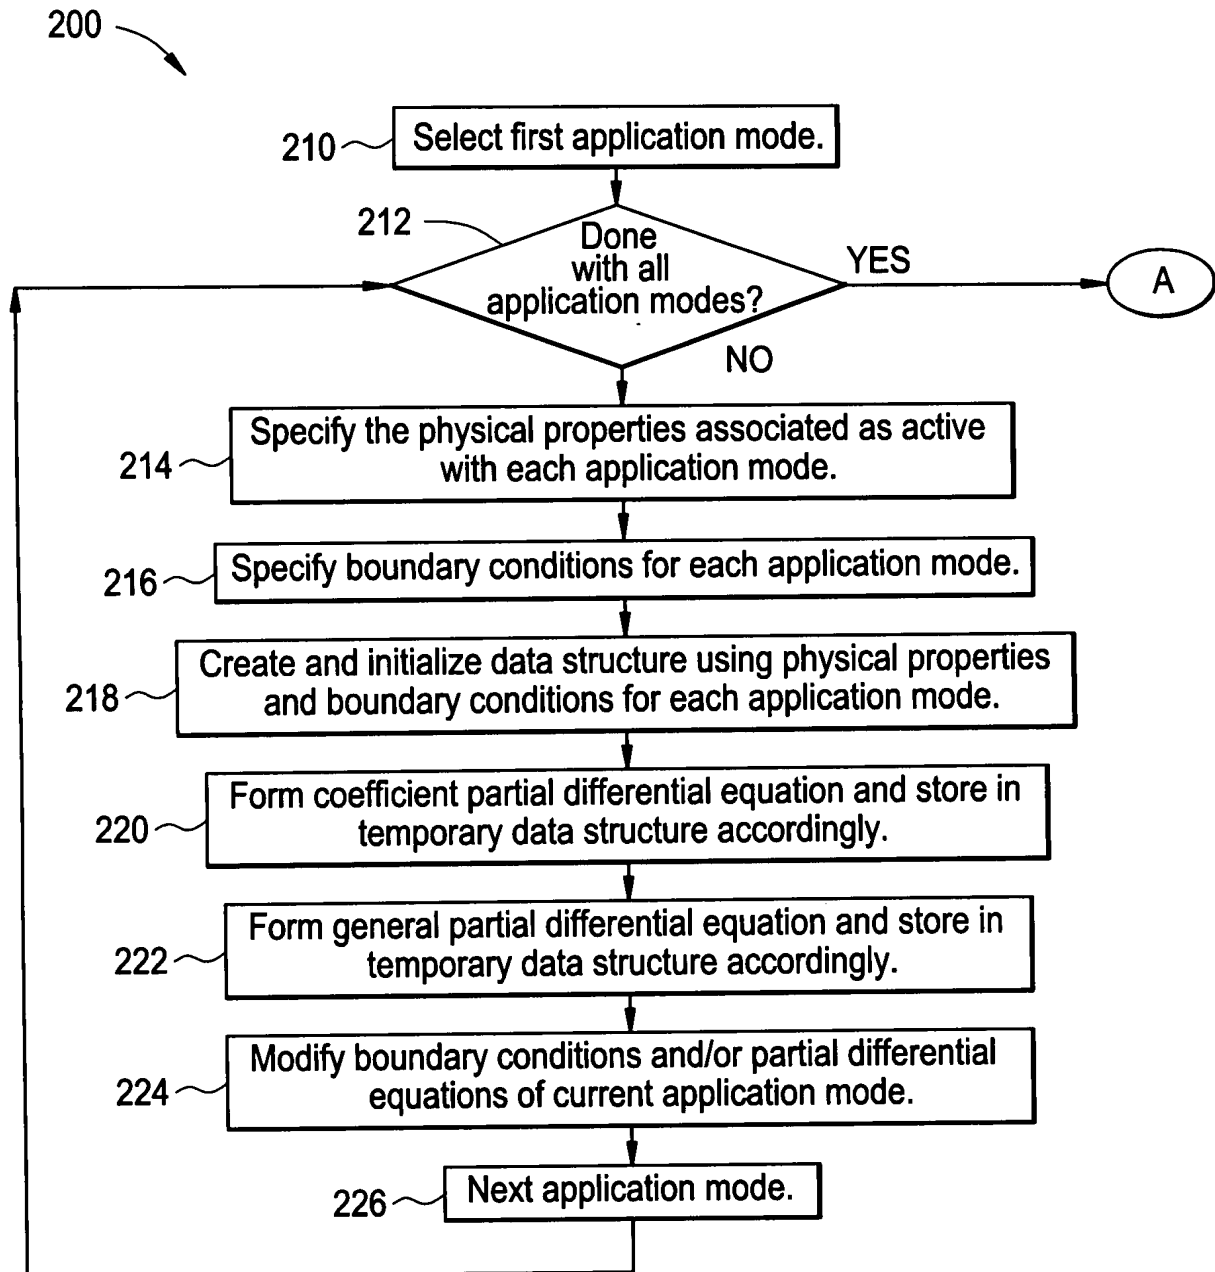 200
210
Select first application mode.
212
Done
with all
application modes?
YES
A
NO
214
Specify the physical properties associated as active
with each application mode.
216
Specify boundary conditions for each application mode.
218
Create and initialize data structure using physical properties
and boundary conditions for each application mode.
220
Form coefficient partial differential equation and store in
temporary data structure accordingly.
222
Form general partial differential equation and store in
temporary data structure accordingly.
224
Modify boundary conditions and/or partial differential
equations of current application mode.
226
Next application mode.